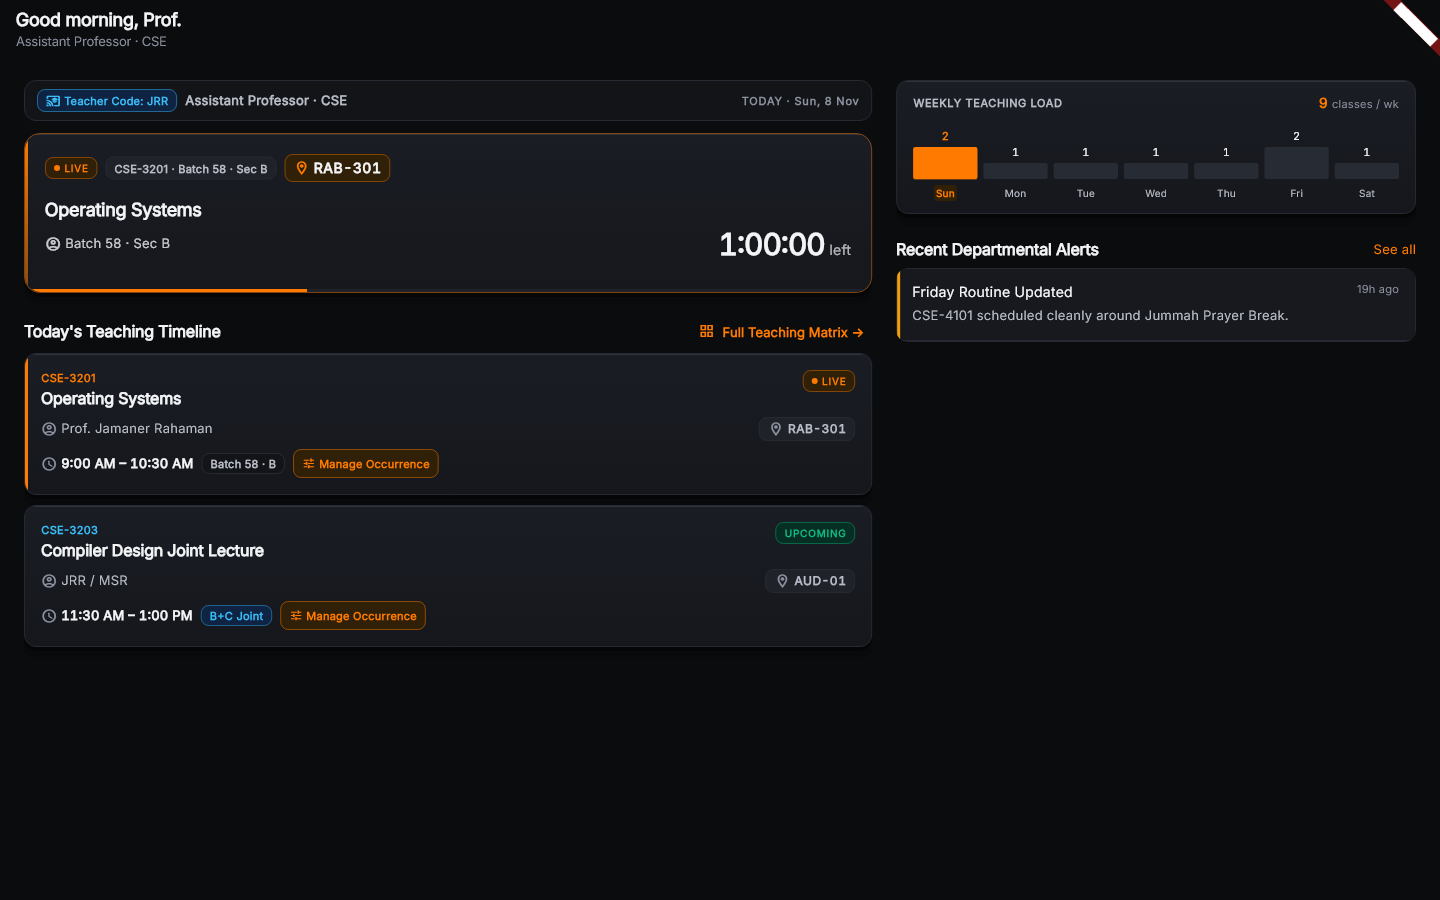 Good morning, Prof.
Assistant Professor · CSE
Teacher Code: JRR Assistant Professor · CSE TODAY · Sun, 8 Nov
LIVE CSE-3201 · Batch 58 · Sec B RAB-301
Operating Systems
Batch 58 · Sec B
1:00:00 left
Today's Teaching Timeline Full Teaching Matrix →
CSE-3201 LIVE
Operating Systems
Prof. Jamaner Rahaman RAB-301
9:00 AM – 10:30 AM Batch 58 · B Manage Occurrence
CSE-3203 UPCOMING
Compiler Design Joint Lecture
JRR / MSR AUD-01
11:30 AM – 1:00 PM B+C Joint Manage Occurrence
WEEKLY TEACHING LOAD 9 classes / wk
2 1 1 1 1 2 1
Sun Mon Tue Wed Thu Fri Sat
Recent Departmental Alerts See all
Friday Routine Updated 19h ago
CSE-4101 scheduled cleanly around Jummah Prayer Break.